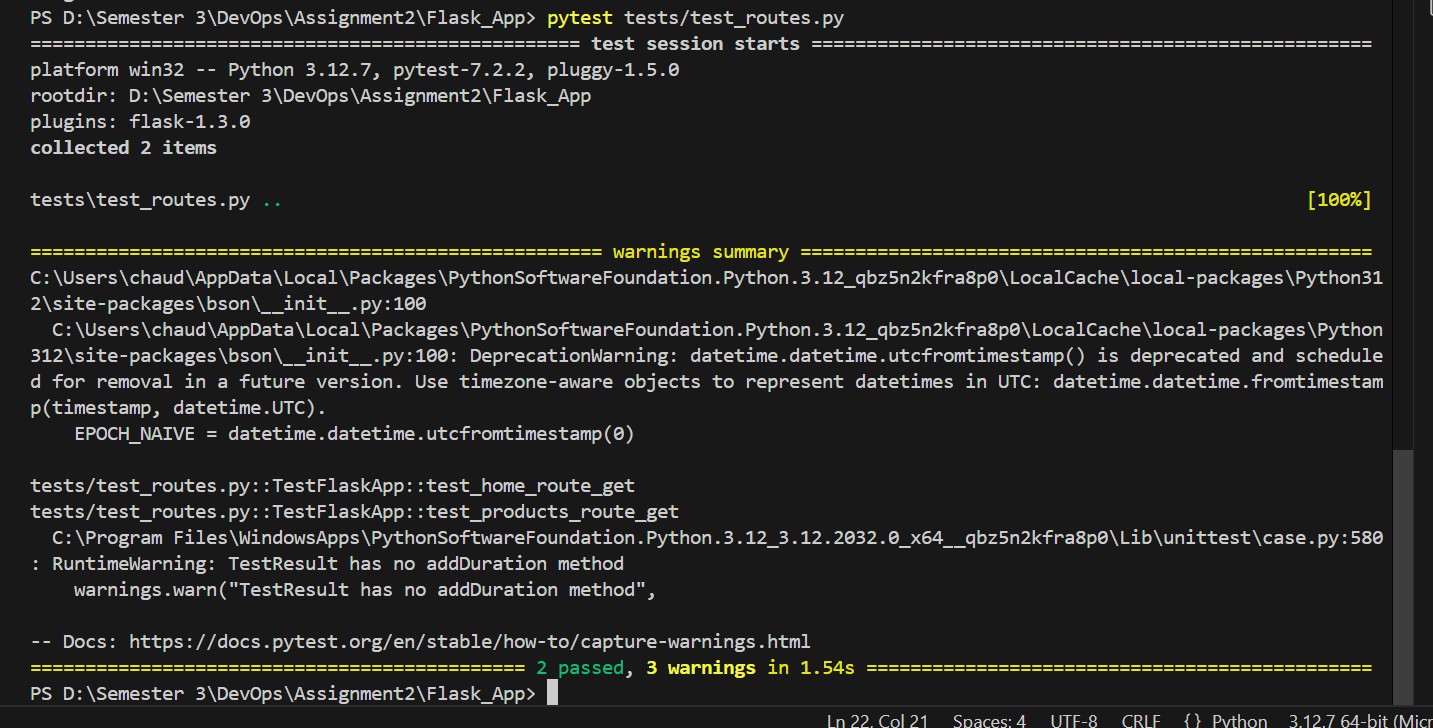 PS D:\Semester 3\DevOps\Assignment2\Flask_App> pytest tests/test_routes.py
================================================== test session starts ===================================================
platform win32 -- Python 3.12.7, pytest-7.2.2, pluggy-1.5.0
rootdir: D:\Semester 3\DevOps\Assignment2\Flask_App
plugins: flask-1.3.0
collected 2 items
tests\test_routes.py .. [100%]
==================================================== warnings summary ====================================================
C:\Users\chaud\AppData\Local\Packages\PythonSoftwareFoundation.Python.3.12_qbz5n2kfra8p0\LocalCache\local-packages\Python31
2\site-packages\bson\__init__.py:100
C:\Users\chaud\AppData\Local\Packages\PythonSoftwareFoundation.Python.3.12_qbz5n2kfra8p0\LocalCache\local-packages\Python
312\site-packages\bson\__init__.py:100: DeprecationWarning: datetime.datetime.utcfromtimestamp() is deprecated and schedule
d for removal in a future version. Use timezone-aware objects to represent datetimes in UTC: datetime.datetime.fromtimestam
p(timestamp, datetime.UTC).
EPOCH_NAIVE = datetime.datetime.utcfromtimestamp(0)
tests/test_routes.py::TestFlaskApp::test_home_route_get
tests/test_routes.py::TestFlaskApp::test_products_route_get
C:\Program Files\WindowsApps\PythonSoftwareFoundation.Python.3.12_3.12.2032.0_x64__qbz5n2kfra8p0\Lib\unittest\case.py:580
: RuntimeWarning: TestResult has no addDuration method
warnings.warn("TestResult has no addDuration method",
-- Docs: https://docs.pytest.org/en/stable/how-to/capture-warnings.html
============================================= 2 passed, 3 warnings in 1.54s ==============================================
PS D:\Semester 3\DevOps\Assignment2\Flask_App>
Ln 22, Col 21 Spaces: 4 UTF-8 CRLF {} Python 3.12.7 64-bit (Micr